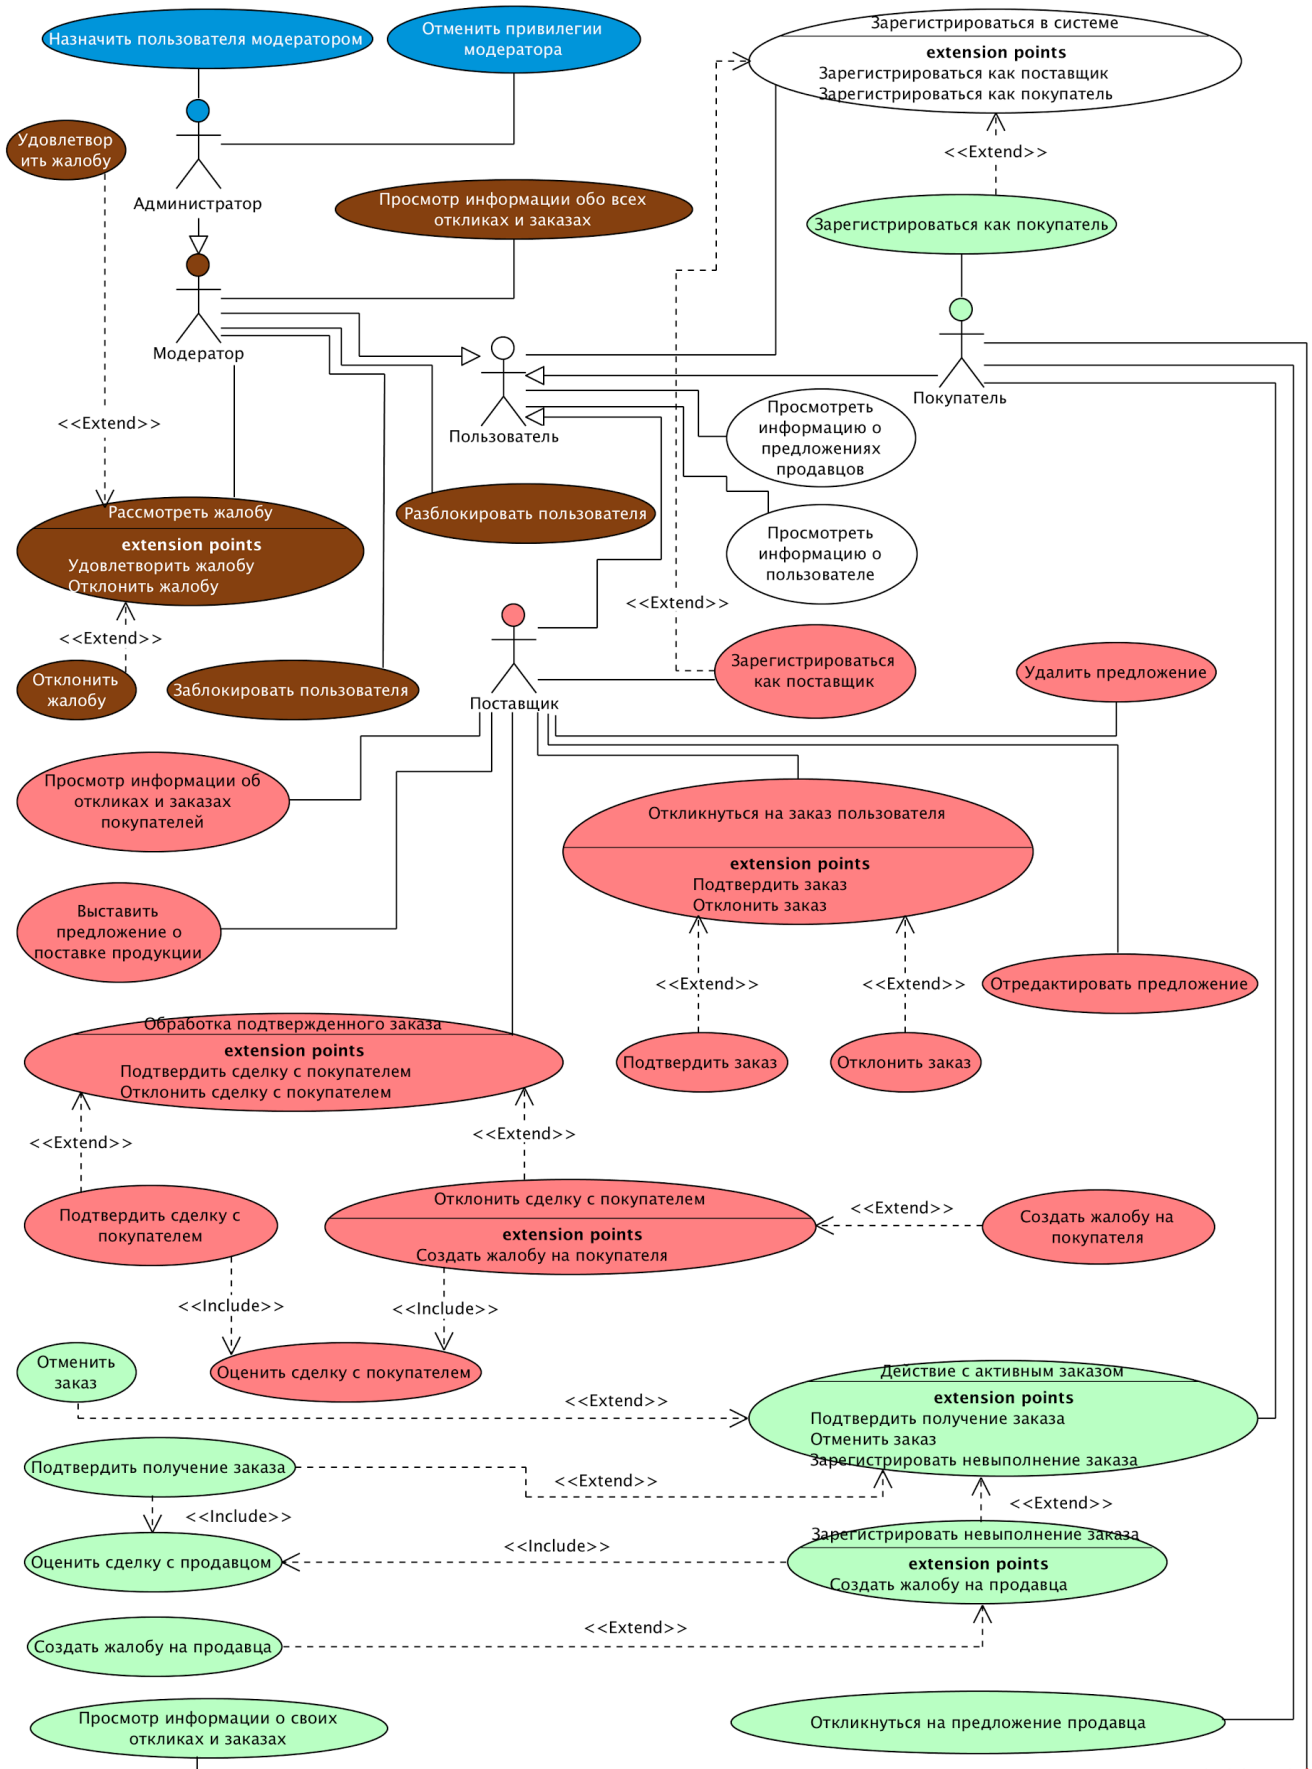 Назначить пользователя модератором
Отменить привилегии
модератора
Зарегистрироваться в системе
extension points
Зарегистрироваться как поставщик
Зарегистрироваться как покупатель
Удовлетвор
ить жалобу
<<Extend>>
Администратор
Просмотр информации обо всех
откликах и заказах
Зарегистрироваться как покупатель
Модератор
Покупатель
Пользователь
<<Extend>>
Просмотреть
информацию о
предложениях
продавцов
Рассмотреть жалобу
extension points
Удовлетворить жалобу
Отклонить жалобу
Разблокировать пользователя
Просмотреть
информацию о
пользователе
<<Extend>>
<<Extend>>
Отклонить
жалобу
Заблокировать пользователя
Поставщик
Зарегистрироваться
как поставщик
Удалить предложение
Просмотр информации об
откликах и заказах
покупателей
Откликнуться на заказ пользователя
extension points
Подтвердить заказ
Отклонить заказ
Выставить
предложение о
поставке продукции
<<Extend>>
<<Extend>>
Отредактировать предложение
Обработка подтвержденного заказа
extension points
Подтвердить сделку с покупателем
Отклонить сделку с покупателем
Подтвердить заказ
Отклонить заказ
<<Extend>>
<<Extend>>
Подтвердить сделку с
покупателем
Отклонить сделку с покупателем
extension points
Создать жалобу на покупателя
<<Extend>>
Создать жалобу на
покупателя
<<Include>>
<<Include>>
Отменить
заказ
Оценить сделку с покупателем
<<Extend>>
Действие с активным заказом
extension points
Подтвердить получение заказа
Отменить заказ
Зарегистрировать невыполнение заказа
Подтвердить получение заказа
<<Extend>>
<<Include>>
<<Extend>>
Оценить сделку с продавцом
<<Include>>
Зарегистрировать невыполнение заказа
extension points
Создать жалобу на продавца
Создать жалобу на продавца
<<Extend>>
Просмотр информации о своих
откликах и заказах
Откликнуться на предложение продавца